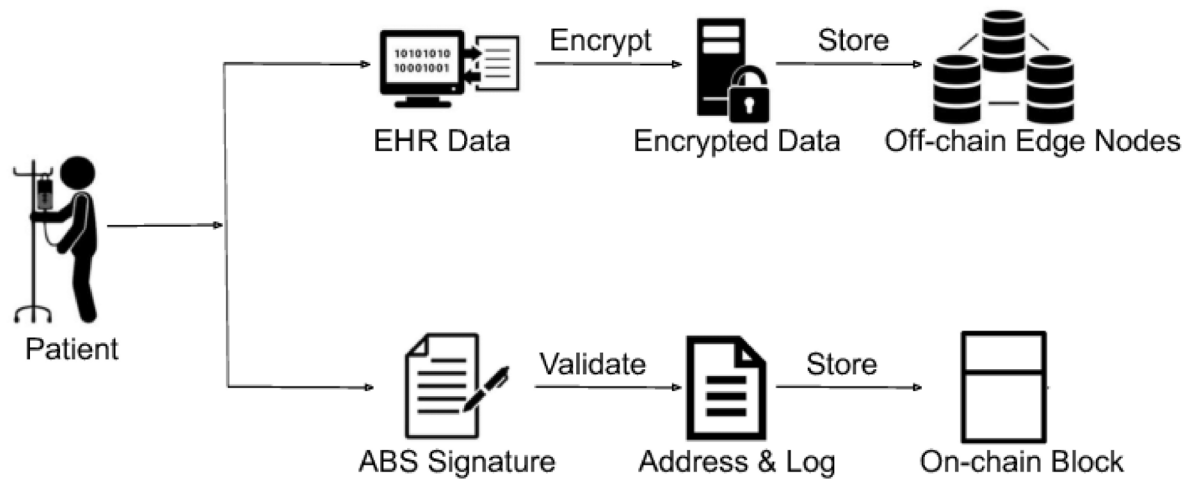 10101010
10001001
Encrypt
Store
EHR Data
Encrypted Data
Off-chain Edge Nodes
Patient
Validate
Store
ABS Signature
Address & Log
On-chain Block